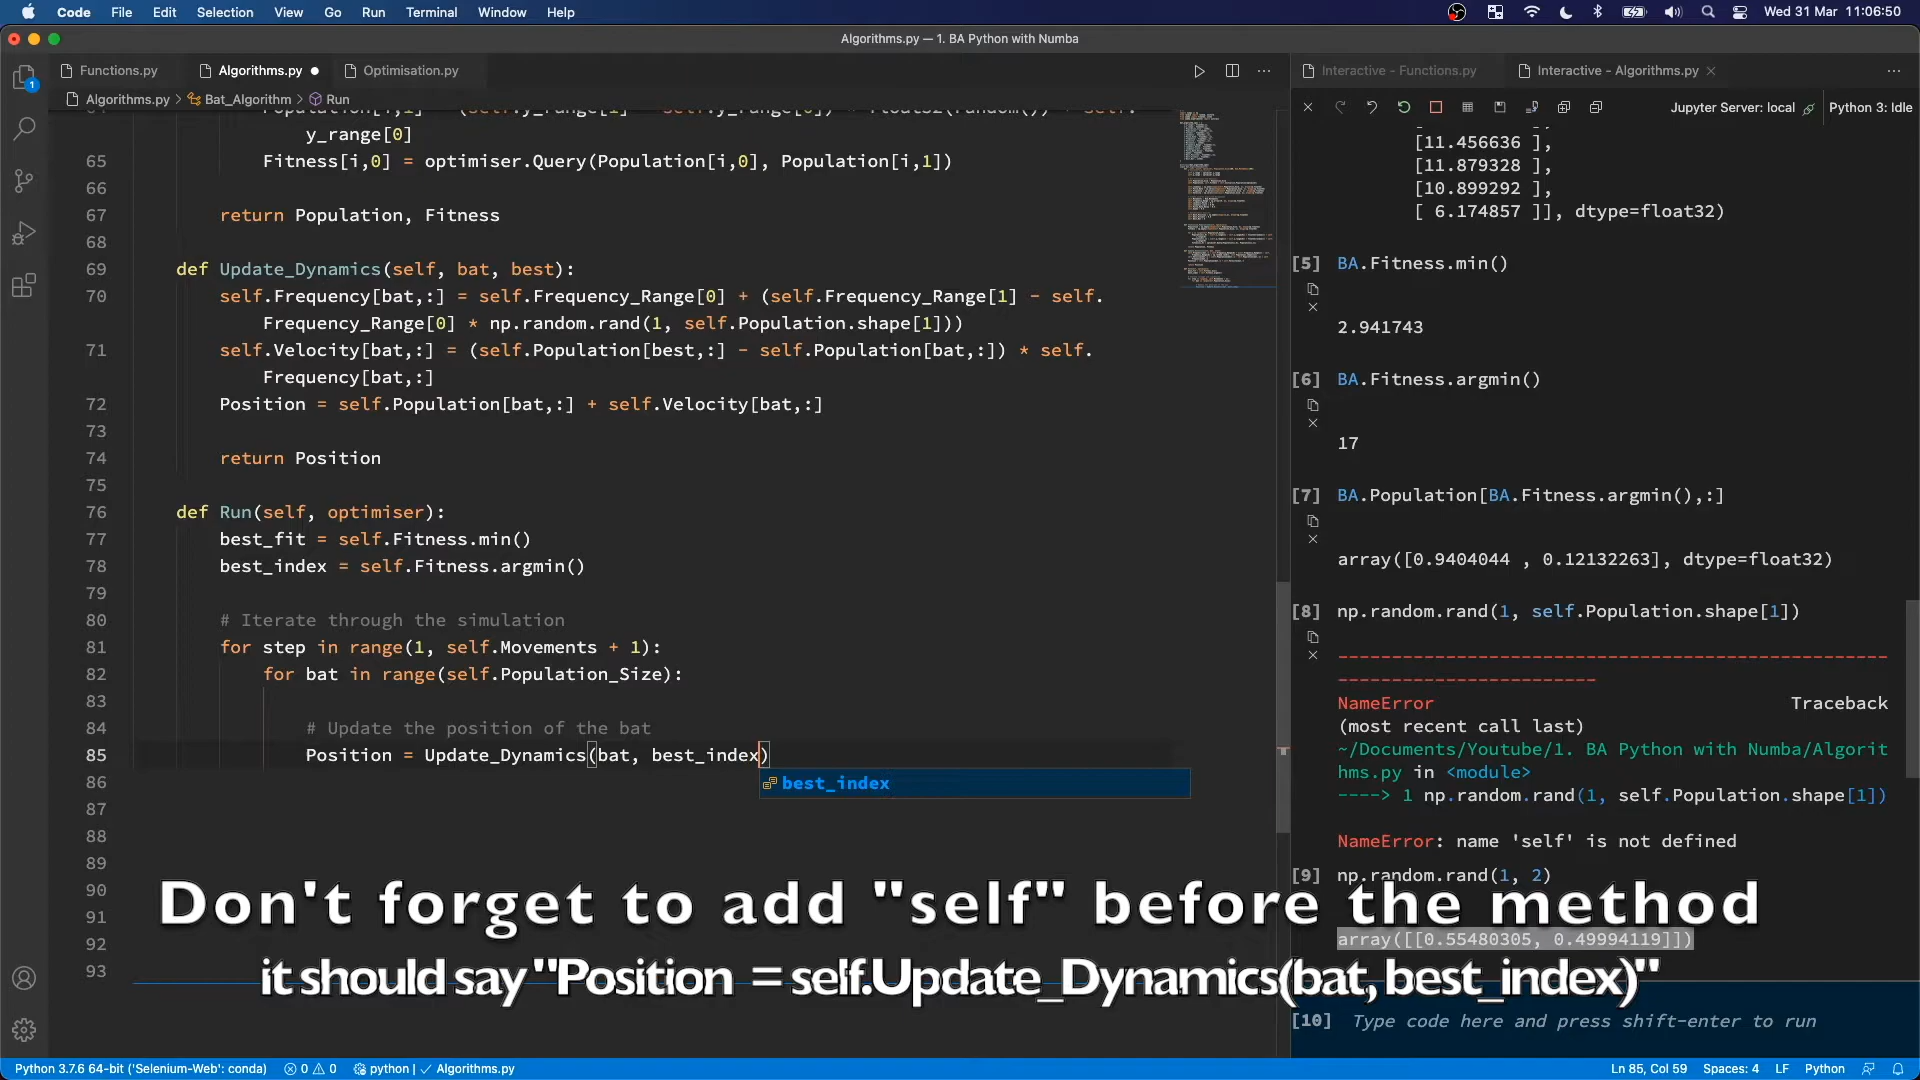 Code File Edit Selection View Go Run Terminal Window Help
Wed 31 Mar 11:06:50
Algorithms.py — 1. BA Python with Numba
Functions.py Algorithms.py Optimisation.py
Interactive - Functions.py Interactive - Algorithms.py
Algorithms.py > Bat_Algorithm > Run
Jupyter Server: local Python 3: Idle
y_range[0]
65 Fitness[i,0] = optimiser.Query(Population[i,0], Population[i,1])
66
67 return Population, Fitness
68
69 def Update_Dynamics(self, bat, best):
70 self.Frequency[bat,:] = self.Frequency_Range[0] + (self.Frequency_Range[1] - self.
Frequency_Range[0] * np.random.rand(1, self.Population.shape[1]))
71 self.Velocity[bat,:] = (self.Population[best,:] - self.Population[bat,:]) * self.
Frequency[bat,:]
72 Position = self.Population[bat,:] + self.Velocity[bat,:]
73
74 return Position
75
76 def Run(self, optimiser):
77 best_fit = self.Fitness.min()
78 best_index = self.Fitness.argmin()
79
80 # Iterate through the simulation
81 for step in range(1, self.Movements + 1):
82 for bat in range(self.Population_Size):
83
84 # Update the position of the bat
85 Position = Update_Dynamics(bat, best_index)
86 best_index
87
88
89
90
91
92
93
[11.456636 ],
[11.879328 ],
[10.899292 ],
[ 6.174857 ]], dtype=float32)
[5] BA.Fitness.min()
2.941743
[6] BA.Fitness.argmin()
17
[7] BA.Population[BA.Fitness.argmin(),:]
array([0.9404044 , 0.12132263], dtype=float32)
[8] np.random.rand(1, self.Population.shape[1])
NameError Traceback
(most recent call last)
~/Documents/Youtube/1. BA Python with Numba/Algorit
hms.py in <module>
----> 1 np.random.rand(1, self.Population.shape[1])
NameError: name 'self' is not defined
[9] np.random.rand(1, 2)
array([[0.55480305, 0.49994119]])
[10] Type code here and press shift-enter to run
Don't forget to add "self" before the method
it should say "Position = self.Update_Dynamics(bat, best_index)"
Python 3.7.6 64-bit ('Selenium-Web': conda) 0 0 python | ✓ Algorithms.py
Ln 85, Col 59 Spaces: 4 LF Python